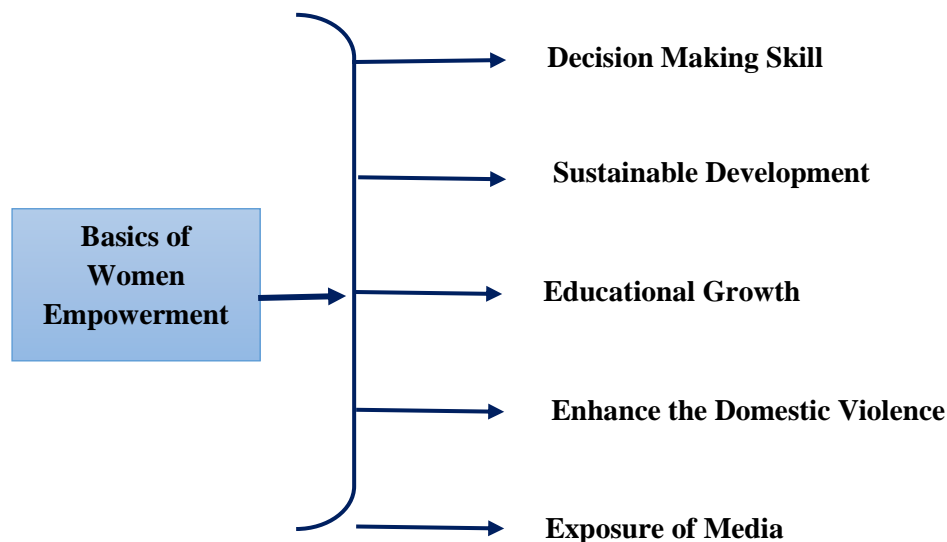 Basics of
Women
Empowerment
Decision Making Skill
Sustainable Development
Educational Growth
Enhance the Domestic Violence
Exposure of Media